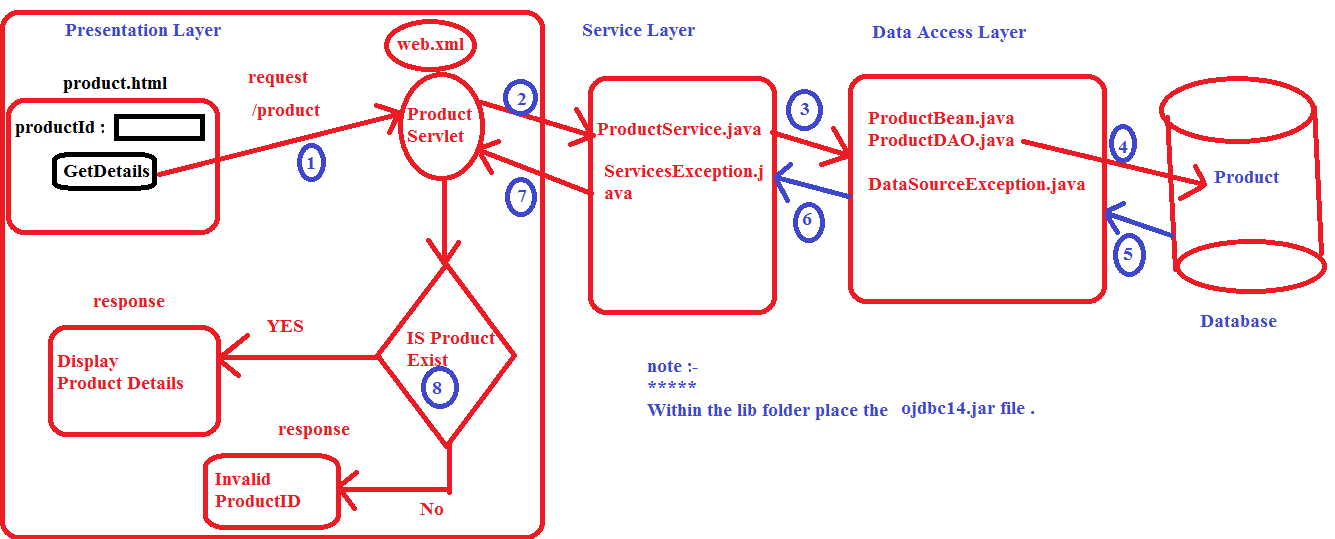 Presentation Layer
web.xml
product.html
productId :
GetDetails
request
/product
1
Product
Servlet
2
7
Service Layer
ProductService.java
ServicesException.j
ava
3
6
Data Access Layer
ProductBean.java
ProductDAO.java
DataSourceException.java
4
5
Product
Database
response
YES
Display
Product Details
IS Product
Exist
8
response
Invalid
ProductID
No
note :-
*****
Within the lib folder place the ojdbc14.jar file .